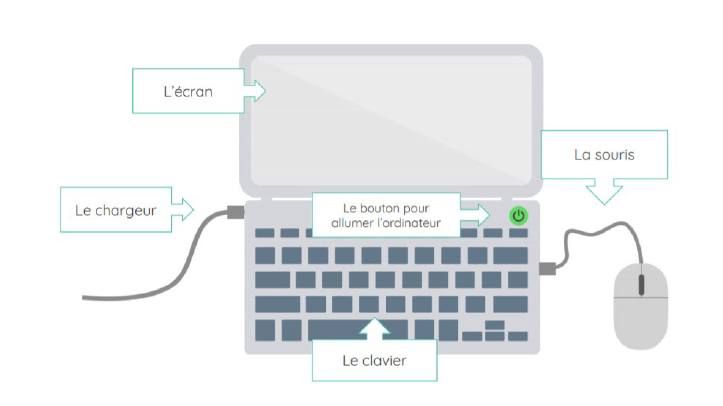 L'écran
La souris
Le chargeur
Le bouton pour
allumer l'ordinateur
Le clavier